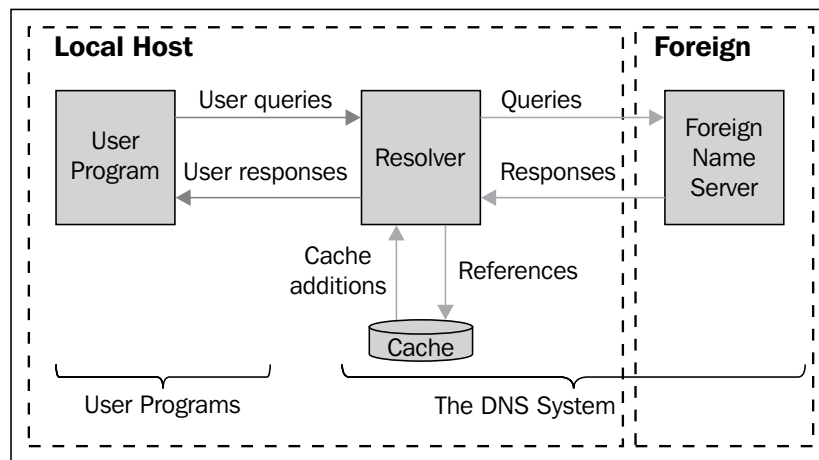 Local Host
Foreign
User queries
Queries
User
Program
Resolver
Foreign
Name
Server
User responses
Responses
Cache
additions
References
Cache
User Programs
The DNS System